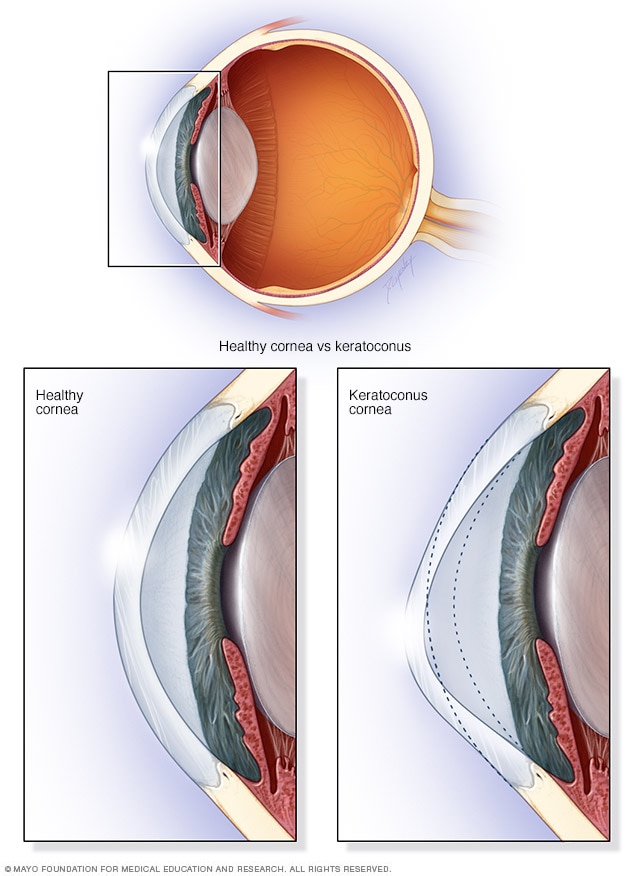 Healthy cornea vs keratoconus
Healthy
cornea
Keratoconus
cornea
© MAYO FOUNDATION FOR MEDICAL EDUCATION AND RESEARCH. ALL RIGHTS RESERVED.